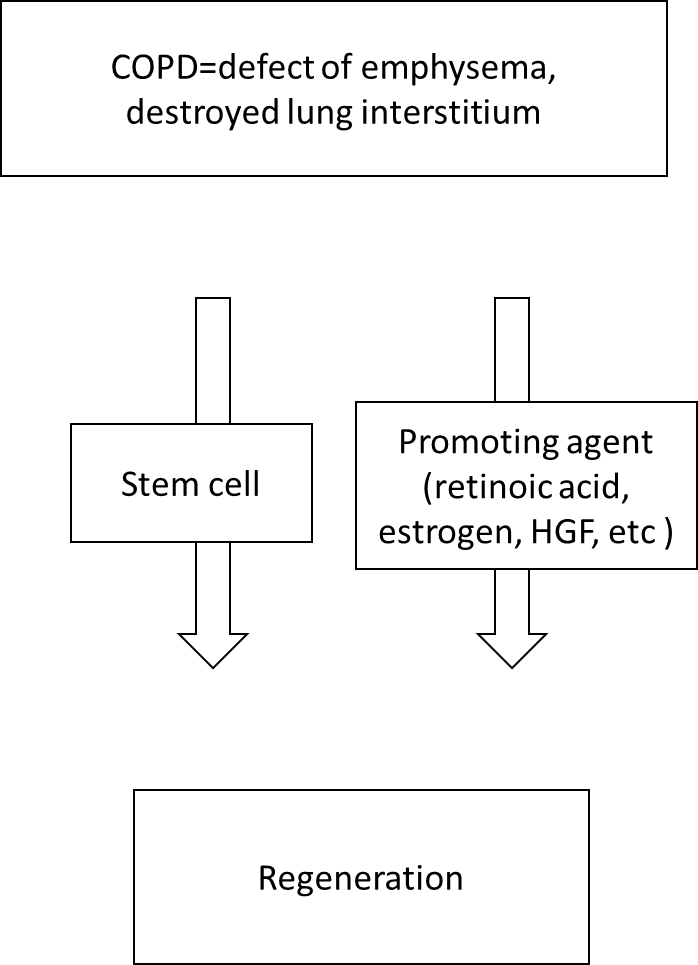 COPD=defect of emphysema,
destroyed lung interstitium
Stem cell
Promoting agent
(retinoic acid,
estrogen, HGF, etc )
Regeneration